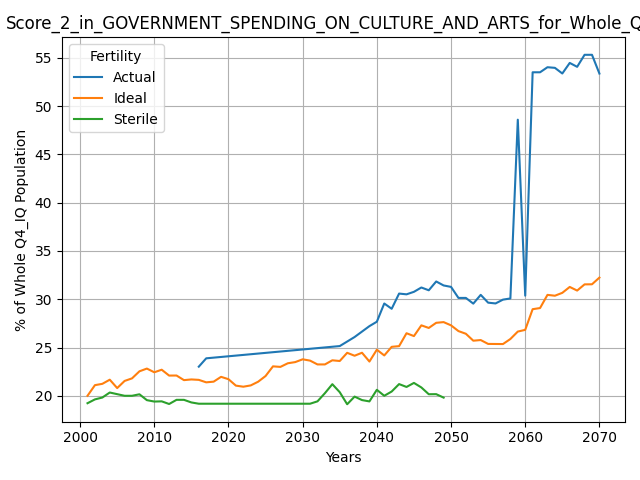 Score_2_in_GOVERNMENT_SPENDING_ON_CULTURE_AND_ARTS_for_Whole_Q
Fertility
Actual
Ideal
Sterile
% of Whole Q4_IQ Population
55
50
45
40
35
30
25
20
2000 2010 2020 2030 2040 2050 2060 2070
Years